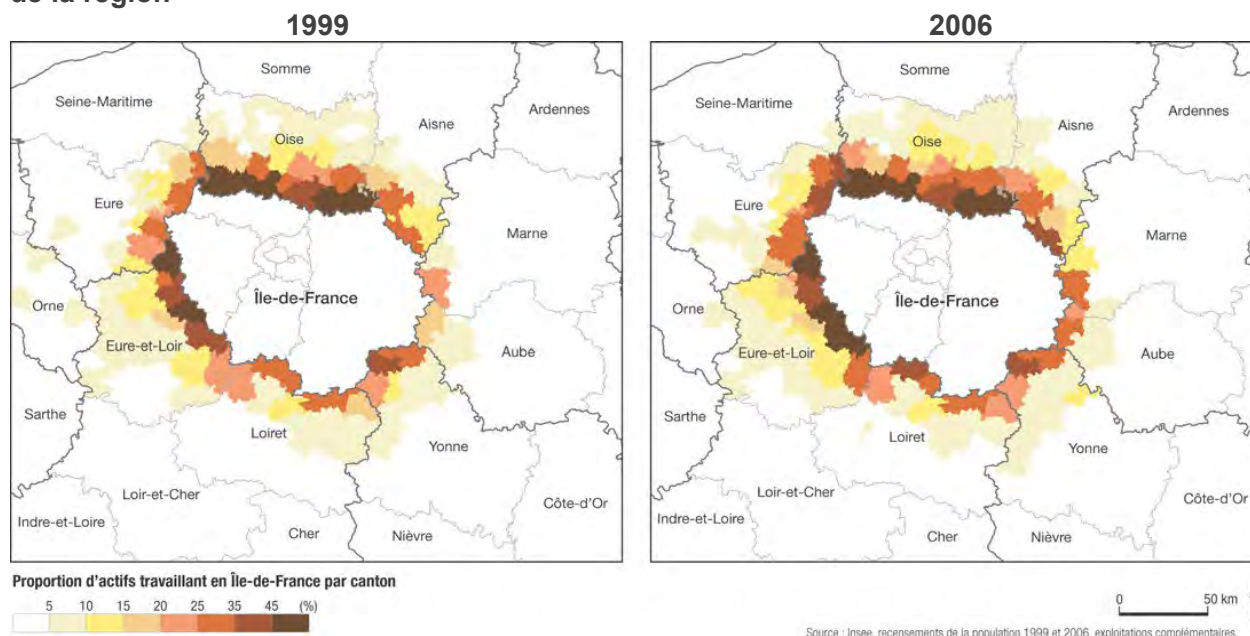 de la région
1999
2006
Somme
Seine-Maritime
Ardennes
Oise
Aisne
Eure
Marne
Île-de-France
Orne
Eure-et-Loir
Aube
Sarthe
Loiret
Yonne
Loir-et-Cher
Côte-d'Or
Indre-et-Loire
Cher
Nièvre
Somme
Seine-Maritime
Ardennes
Oise
Aisne
Eure
Marne
Île-de-France
Orne
Eure-et-Loir
Aube
Sarthe
Loiret
Yonne
Loir-et-Cher
Côte-d'Or
Indre-et-Loire
Cher
Nièvre
Proportion d'actifs travaillant en Île-de-France par canton
5 10 15 20 25 35 45 (%)
0 50 km
Source : Insee, recensements de la population 1999 et 2006, exploitations complémentaires.